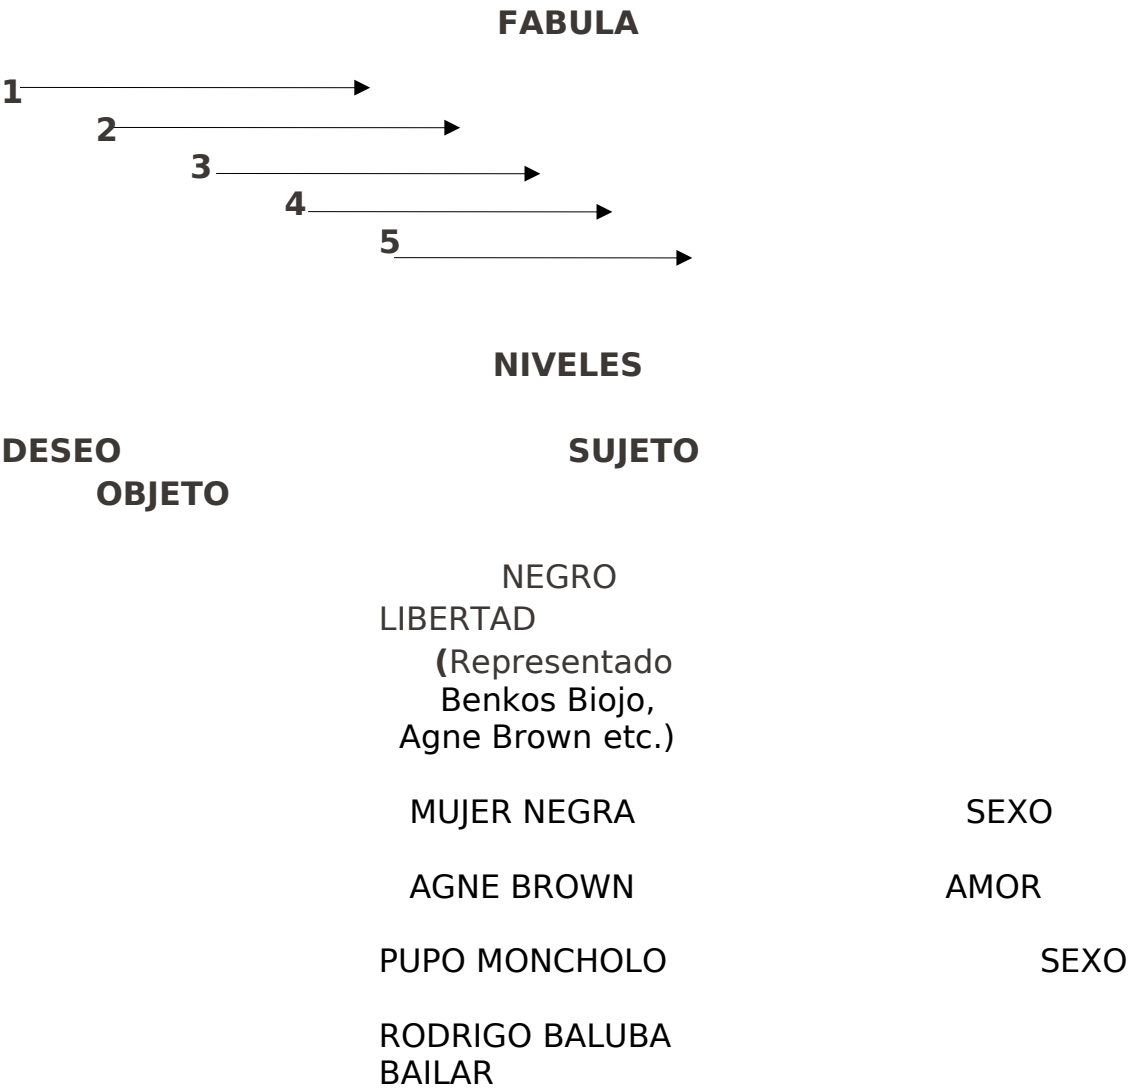 FABULA
1
2
3
4
5
NIVELES
DESEO SUJETO
OBJETO
NEGRO
LIBERTAD
(Representado
Benkos Biojo,
Agne Brown etc.)
MUJER NEGRA SEXO
AGNE BROWN AMOR
PUPO MONCHOLO SEXO
RODRIGO BALUBA
BAILAR